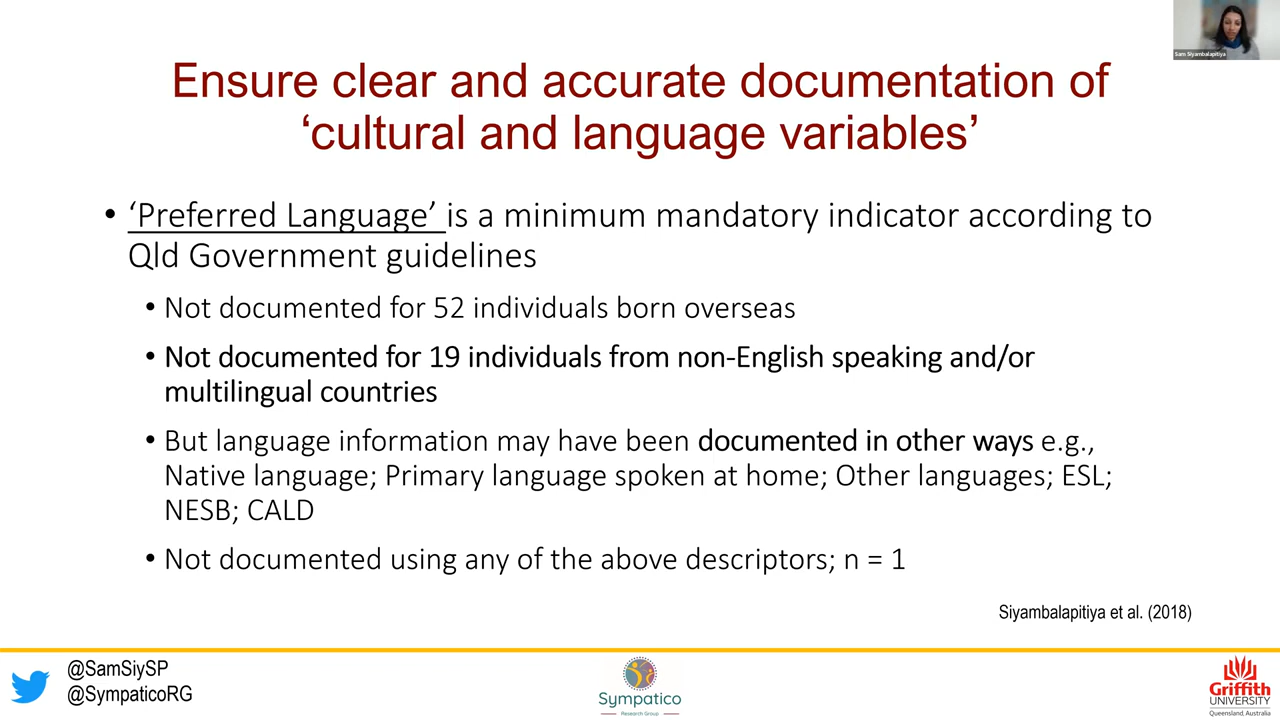 Sam Siyambalapitiya
Ensure clear and accurate documentation of
‘cultural and language variables’
• ‘Preferred Language’ is a minimum mandatory indicator according to
Qld Government guidelines
• Not documented for 52 individuals born overseas
• Not documented for 19 individuals from non-English speaking and/or
multilingual countries
• But language information may have been documented in other ways e.g.,
Native language; Primary language spoken at home; Other languages; ESL;
NESB; CALD
• Not documented using any of the above descriptors; n = 1
Siyambalapitiya et al. (2018)
@SamSiySP
@SympaticoRG
Sympatico
Research Group
Griffith
UNIVERSITY
Queensland, Australia